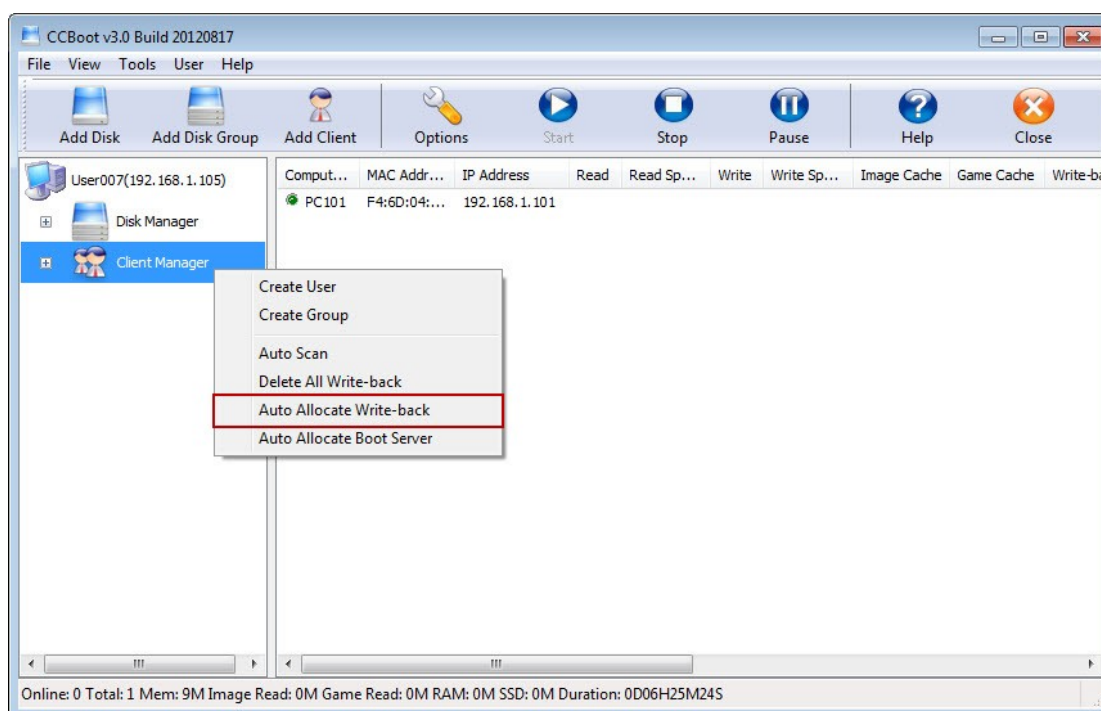 CCBoot v3.0 Build 20120817
File View Tools User Help
Add Disk Add Disk Group Add Client Options Start Stop Pause Help Close
User007(192.168.1.105)
Disk Manager
Client Manager
Comput... MAC Addr... IP Address Read Read Sp... Write Write Sp... Image Cache Game Cache Write-ba
PC101 F4:6D:04:... 192.168.1.101
Create User
Create Group
Auto Scan
Delete All Write-back
Auto Allocate Write-back
Auto Allocate Boot Server
Online: 0 Total: 1 Mem: 9M Image Read: 0M Game Read: 0M RAM: 0M SSD: 0M Duration: 0D06H25M24S